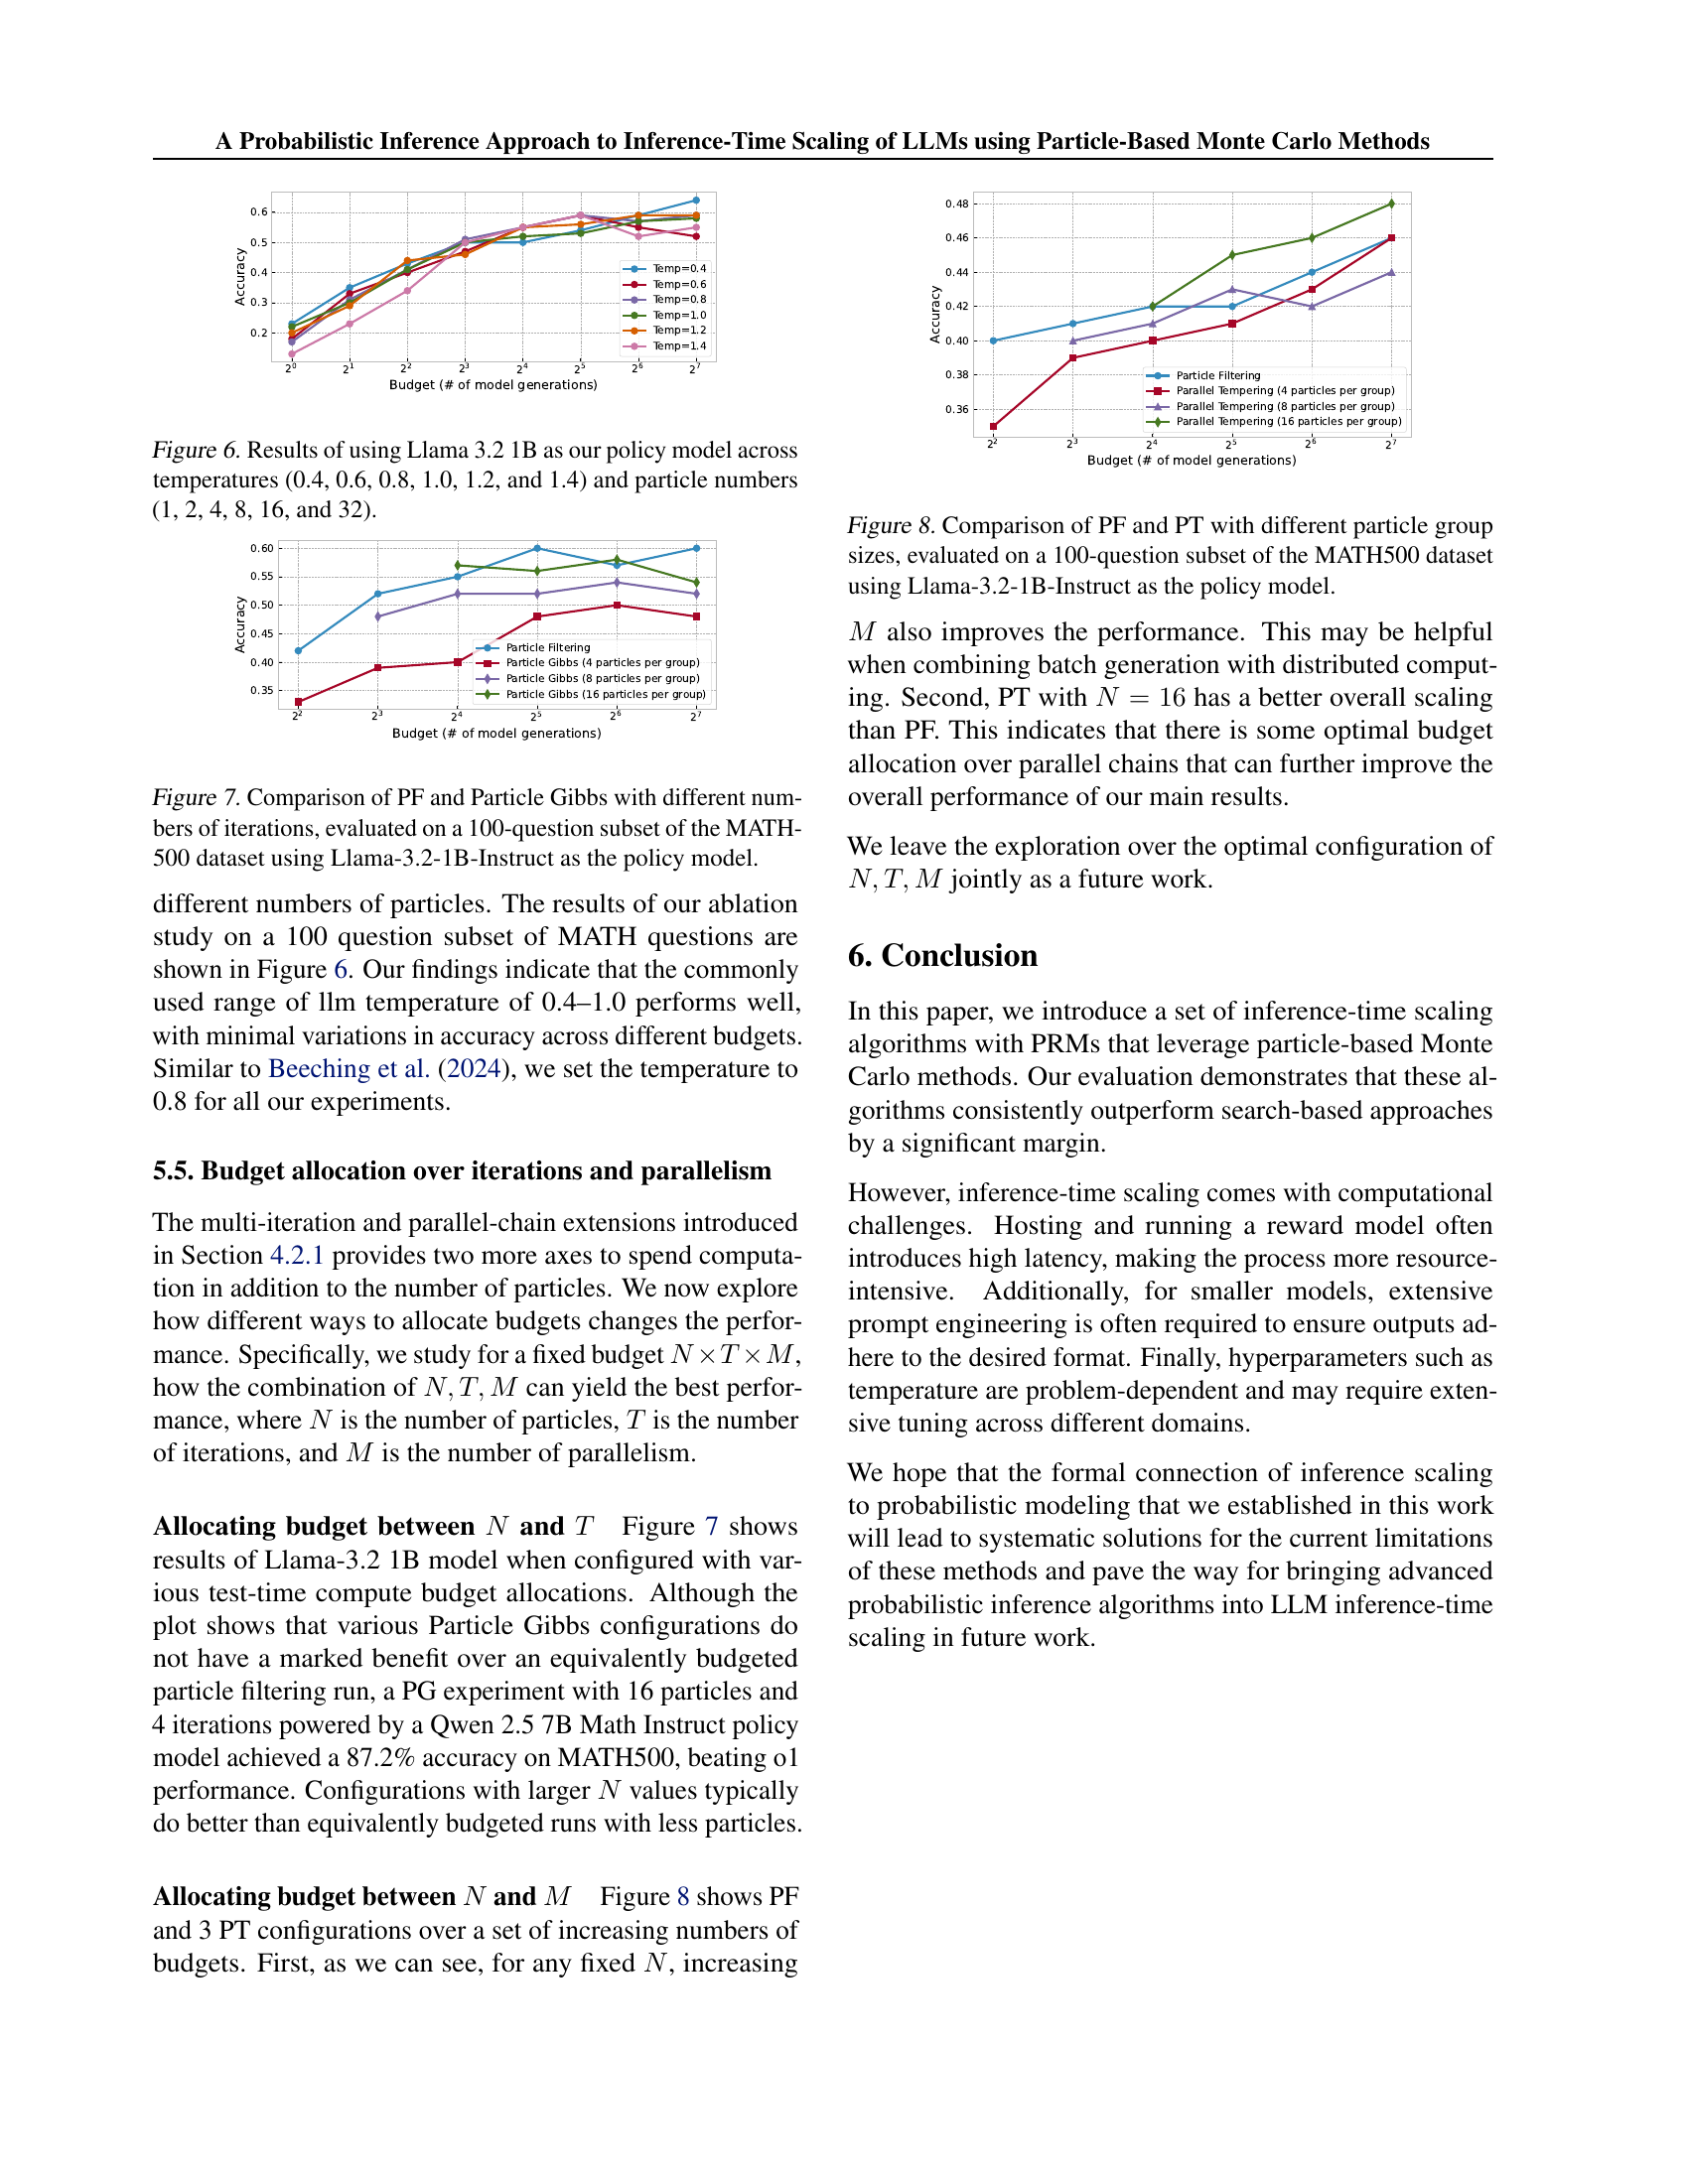 A Probabilistic Inference Approach to Inference-Time Scaling of LLMs using Particle-Based Monte Carlo Methods
0.6
0.5
0.4
0.3
0.2
Accuracy
2^0 2^1 2^2 2^3 2^4 2^5 2^6 2^7
Budget (# of model generations)
Temp=0.4
Temp=0.6
Temp=0.8
Temp=1.0
Temp=1.2
Temp=1.4
Figure 6. Results of using Llama 3.2 1B as our policy model across
temperatures (0.4, 0.6, 0.8, 1.0, 1.2, and 1.4) and particle numbers
(1, 2, 4, 8, 16, and 32).
0.60
0.55
0.50
0.45
0.40
0.35
Accuracy
2^2 2^3 2^4 2^5 2^6 2^7
Budget (# of model generations)
Particle Filtering
Particle Gibbs (4 particles per group)
Particle Gibbs (8 particles per group)
Particle Gibbs (16 particles per group)
Figure 7. Comparison of PF and Particle Gibbs with different num-
bers of iterations, evaluated on a 100-question subset of the MATH-
500 dataset using Llama-3.2-1B-Instruct as the policy model.
different numbers of particles. The results of our ablation
study on a 100 question subset of MATH questions are
shown in Figure 6. Our findings indicate that the commonly
used range of llm temperature of 0.4–1.0 performs well,
with minimal variations in accuracy across different budgets.
Similar to Beeching et al. (2024), we set the temperature to
0.8 for all our experiments.
5.5. Budget allocation over iterations and parallelism
The multi-iteration and parallel-chain extensions introduced
in Section 4.2.1 provides two more axes to spend computa-
tion in addition to the number of particles. We now explore
how different ways to allocate budgets changes the perfor-
mance. Specifically, we study for a fixed budget N × T × M,
how the combination of N, T, M can yield the best perfor-
mance, where N is the number of particles, T is the number
of iterations, and M is the number of parallelism.
Allocating budget between N and T Figure 7 shows
results of Llama-3.2 1B model when configured with var-
ious test-time compute budget allocations. Although the
plot shows that various Particle Gibbs configurations do
not have a marked benefit over an equivalently budgeted
particle filtering run, a PG experiment with 16 particles and
4 iterations powered by a Qwen 2.5 7B Math Instruct policy
model achieved a 87.2% accuracy on MATH500, beating o1
performance. Configurations with larger N values typically
do better than equivalently budgeted runs with less particles.
Allocating budget between N and M Figure 8 shows PF
and 3 PT configurations over a set of increasing numbers of
budgets. First, as we can see, for any fixed N, increasing
0.48
0.46
0.44
0.42
0.40
0.38
0.36
Accuracy
2^2 2^3 2^4 2^5 2^6 2^7
Budget (# of model generations)
Particle Filtering
Parallel Tempering (4 particles per group)
Parallel Tempering (8 particles per group)
Parallel Tempering (16 particles per group)
Figure 8. Comparison of PF and PT with different particle group
sizes, evaluated on a 100-question subset of the MATH500 dataset
using Llama-3.2-1B-Instruct as the policy model.
M also improves the performance. This may be helpful
when combining batch generation with distributed comput-
ing. Second, PT with N = 16 has a better overall scaling
than PF. This indicates that there is some optimal budget
allocation over parallel chains that can further improve the
overall performance of our main results.
We leave the exploration over the optimal configuration of
N, T, M jointly as a future work.
6. Conclusion
In this paper, we introduce a set of inference-time scaling
algorithms with PRMs that leverage particle-based Monte
Carlo methods. Our evaluation demonstrates that these al-
gorithms consistently outperform search-based approaches
by a significant margin.
However, inference-time scaling comes with computational
challenges. Hosting and running a reward model often
introduces high latency, making the process more resource-
intensive. Additionally, for smaller models, extensive
prompt engineering is often required to ensure outputs ad-
here to the desired format. Finally, hyperparameters such as
temperature are problem-dependent and may require exten-
sive tuning across different domains.
We hope that the formal connection of inference scaling
to probabilistic modeling that we established in this work
will lead to systematic solutions for the current limitations
of these methods and pave the way for bringing advanced
probabilistic inference algorithms into LLM inference-time
scaling in future work.